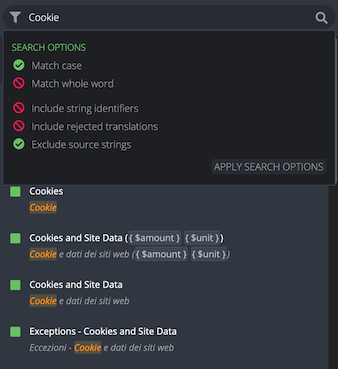 Cookie
SEARCH OPTIONS
Match case
Match whole word
Include string identifiers
Include rejected translations
Exclude source strings
APPLY SEARCH OPTIONS
Cookies
Cookie
Cookies and Site Data ({ $amount } { $unit })
Cookie e dati dei siti web ({ $amount } { $unit })
Cookies and Site Data
Cookie e dati dei siti web
Exceptions - Cookies and Site Data
Eccezioni - Cookie e dati dei siti web